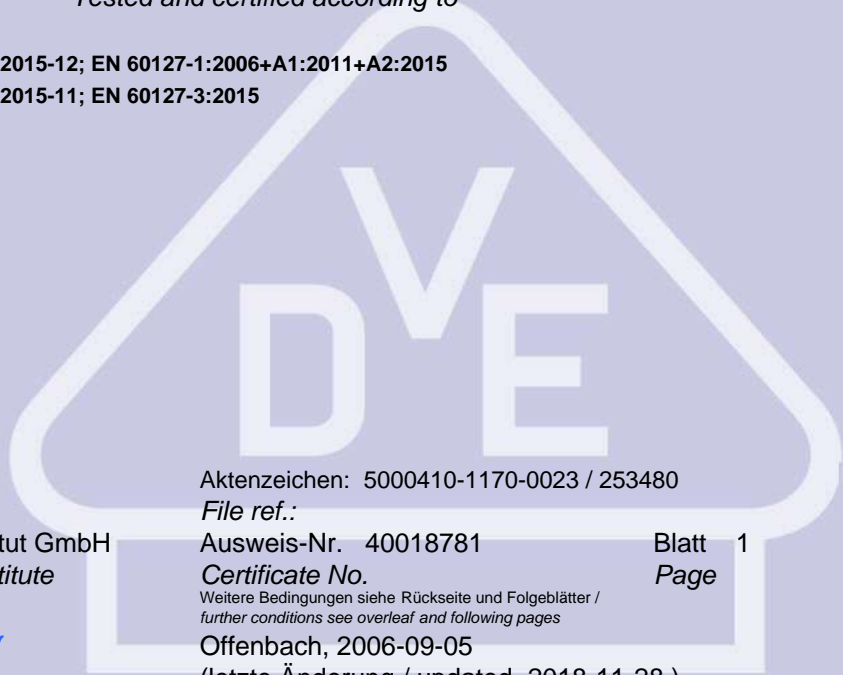 Tested and certified according to
2015-12; EN 60127-1:2006+A1:2011+A2:2015
2015-11; EN 60127-3:2015
D V E
Aktenzeichen: 5000410-1170-0023 / 253480
File ref.:
tut GmbH Ausweis-Nr. 40018781 Blatt 1
titute Certificate No. Page
Weitere Bedingungen siehe Rückseite und Folgeblätter /
further conditions see overleaf and following pages
Offenbach, 2006-09-05
(letzte Änderung / updated 2018-11-28 )